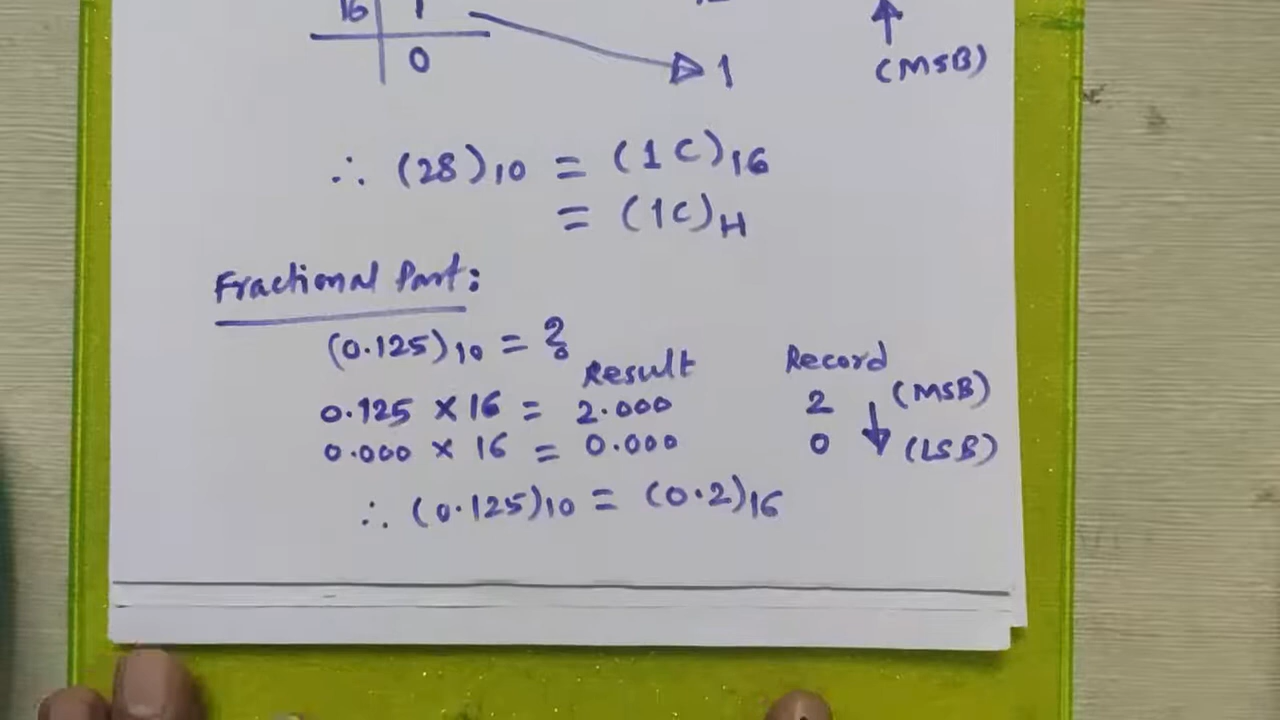 16 1
0 1 (MSB)
∴ (28)10 = (1C)16
= (1C)H
Fractional Part:
(0.125)10 = ?
Result Record
0.125 × 16 = 2.000 2 (MSB)
0.000 × 16 = 0.000 0 (LSB)
∴ (0.125)10 = (0.2)16